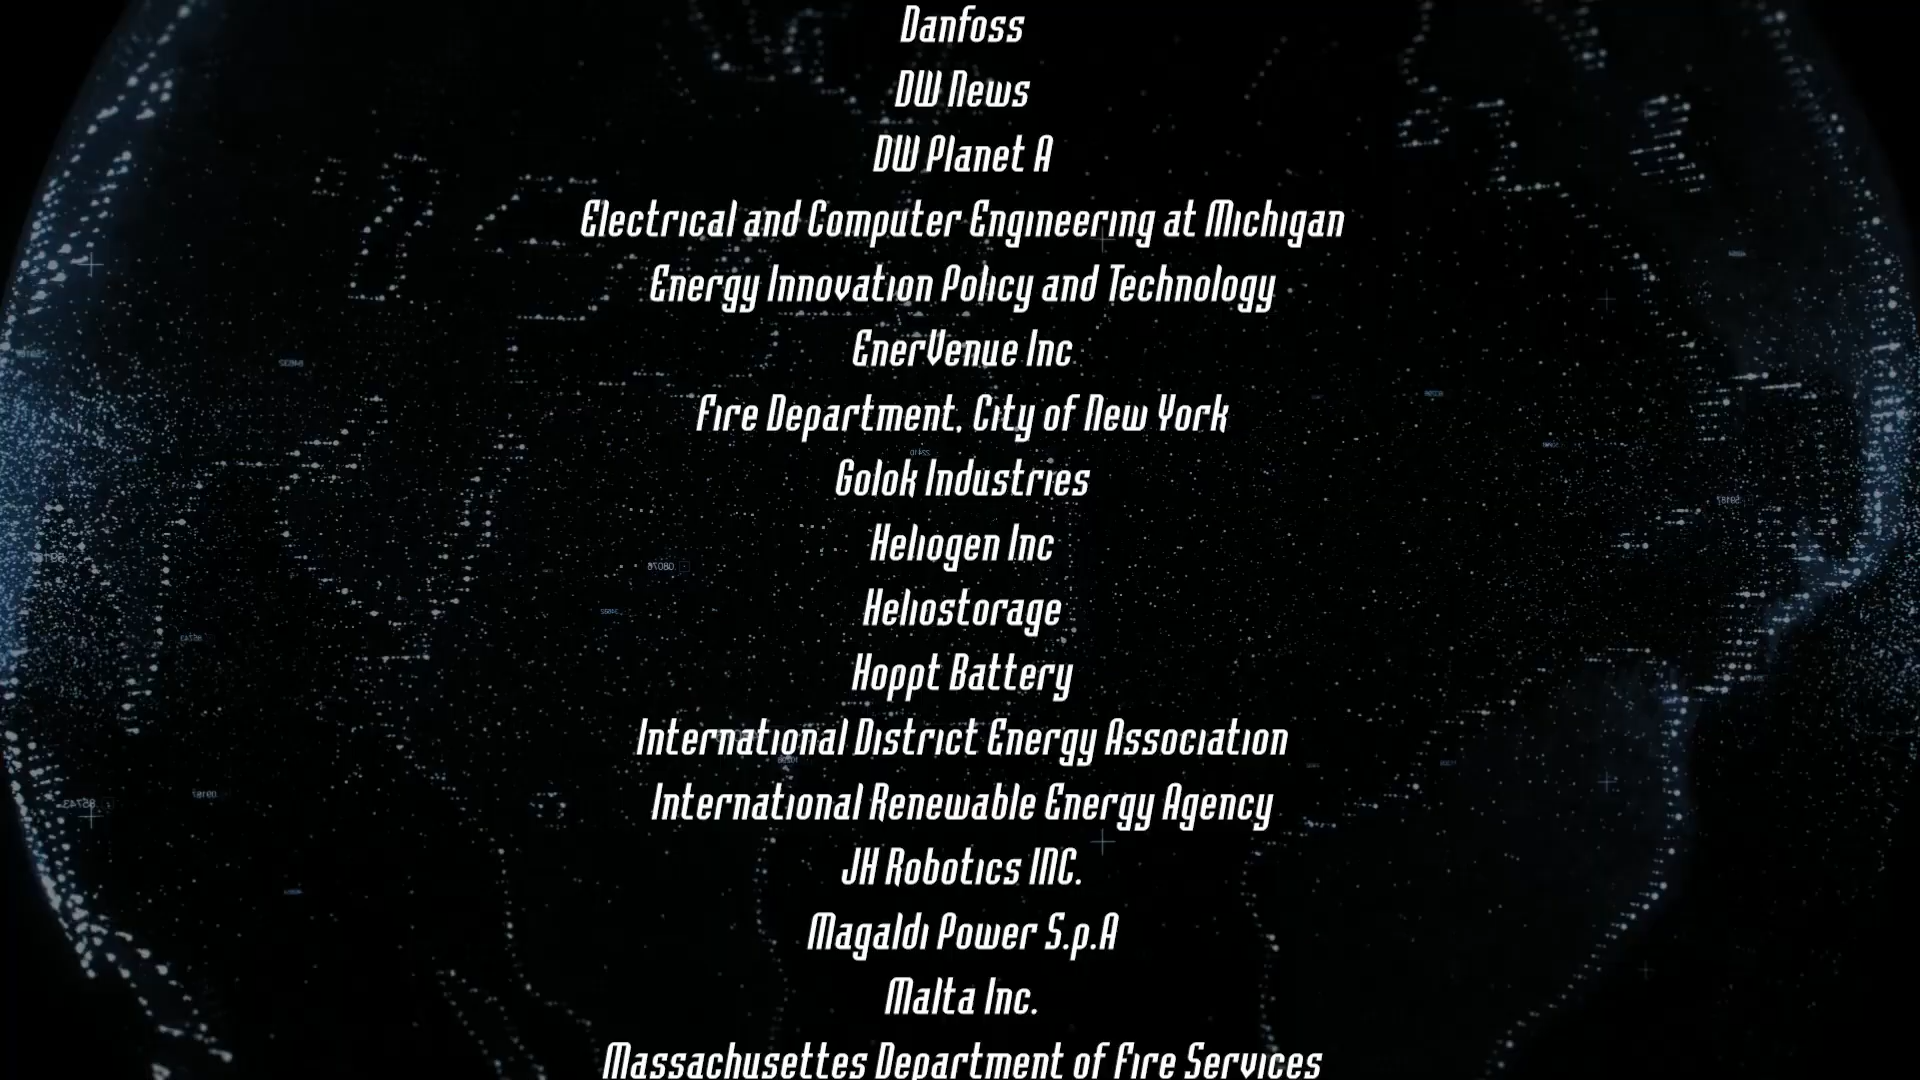 Danfoss
DW News
DW Planet A
Electrical and Computer Engineering at Michigan
Energy Innovation Policy and Technology
EnerVenue Inc
Fire Department, City of New York
Golok Industries
Heliogen Inc
Heliostorage
Hoppt Battery
International District Energy Association
International Renewable Energy Agency
JH Robotics INC.
Magaldi Power S.p.A
Malta Inc.
Massachusettes Department of Fire Services